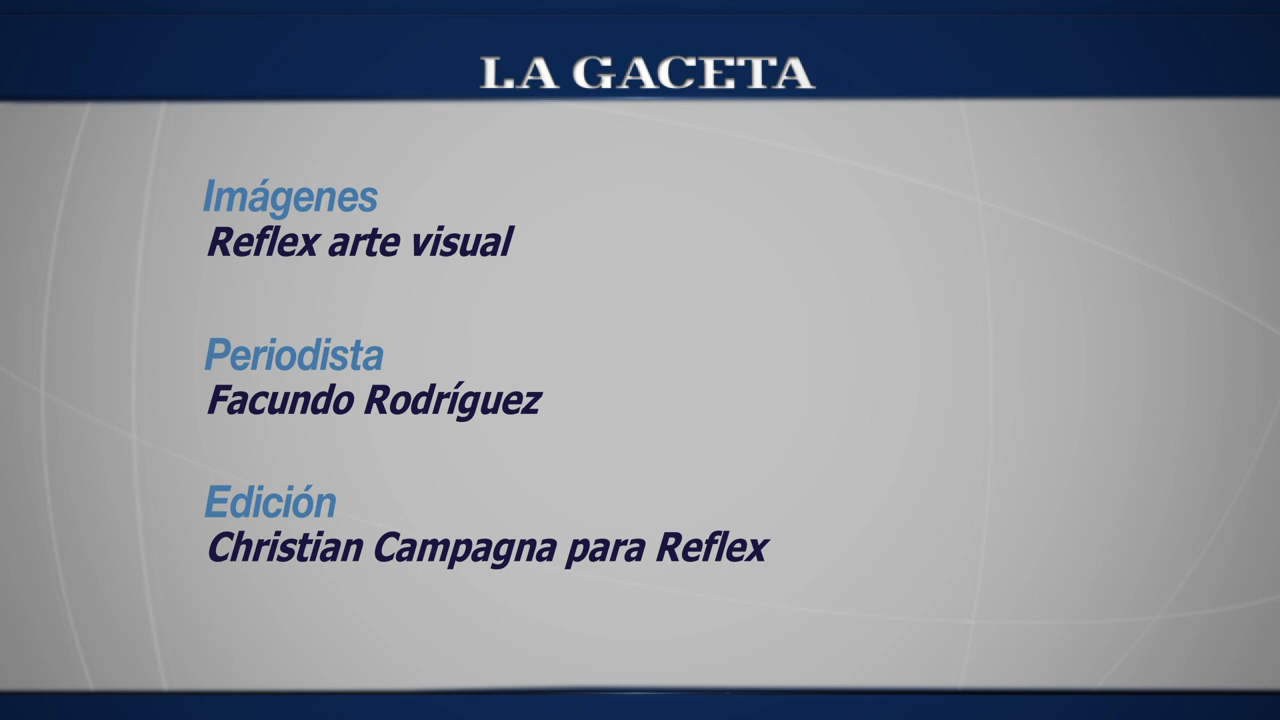 LA GACETA
Imágenes
Reflex arte visual
Periodista
Facundo Rodríguez
Edición
Christian Campagna para Reflex